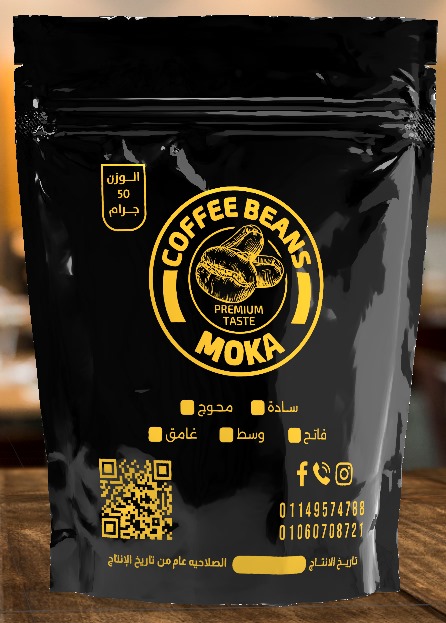 الوزن
50
جرام
COFFEE BEANS
PREMIUM
TASTE
MOKA
سادة محوج
فاتح وسط غامق
01149574788
01060708721
تاريخ الانتاج
الصلاحيه عام من تاريخ الإنتاج